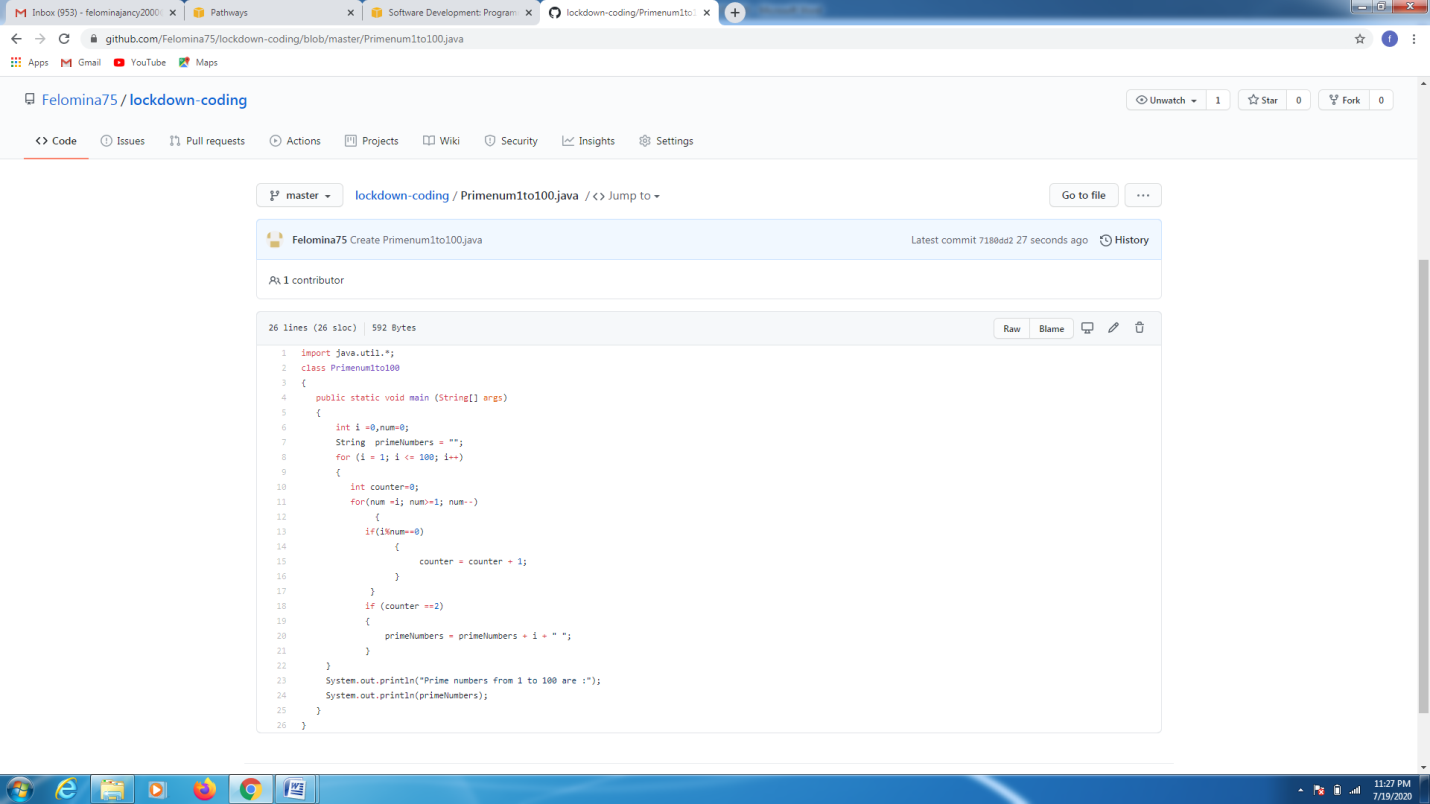 Inbox (953) - felominajancy2000
Pathways
Software Development: Program
lockdown-coding/Primenum1to
github.com/Felomina75/lockdown-coding/blob/master/Primenum1to100.java
f
Apps Gmail YouTube Maps
Felomina75 / lockdown-coding
Unwatch 1 Star 0 Fork 0
<> Code Issues Pull requests Actions Projects Wiki Security Insights Settings
master lockdown-coding / Primenum1to100.java / <> Jump to
Go to file ...
Felomina75 Create Primenum1to100.java Latest commit 7180dd2 27 seconds ago History
1 contributor
26 lines (26 sloc) 592 Bytes Raw Blame
1 import java.util.*;
2 class Primenum1to100
3 {
4 public static void main (String[] args)
5 {
6 int i =0,num=0;
7 String  primeNumbers = "";
8 for (i = 1; i <= 100; i++)
9 {
10 int counter=0;
11 for(num =i; num>=1; num--)
12 {
13 if(i%num==0)
14 {
15 counter = counter + 1;
16 }
17 }
18 if (counter ==2)
19 {
20 primeNumbers = primeNumbers + i + " ";
21 }
22 }
23 System.out.println("Prime numbers from 1 to 100 are :");
24 System.out.println(primeNumbers);
25 }
26 }
11:27 PM
7/19/2020